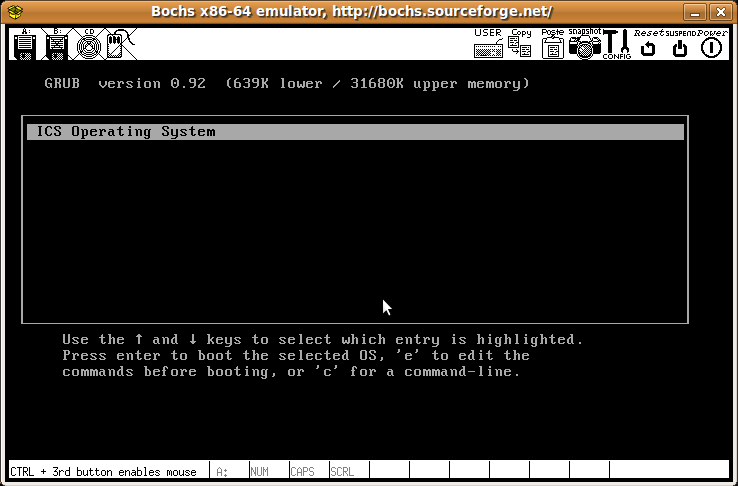 Bochs x86-64 emulator, http://bochs.sourceforge.net/
A: B: CD USER Copy Paste snapshot CONFIG Reset SUSPEND Power
GRUB version 0.92 (639K lower / 31680K upper memory)
ICS Operating System
Use the ↑ and ↓ keys to select which entry is highlighted.
Press enter to boot the selected OS, 'e' to edit the
commands before booting, or 'c' for a command-line.
CTRL + 3rd button enables mouse A: NUM CAPS SCRL